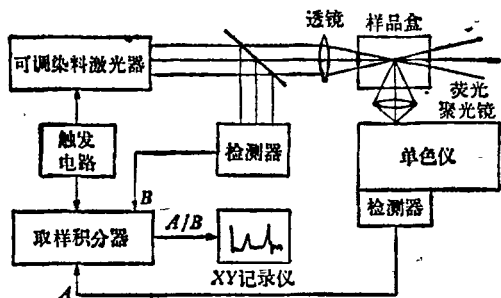 透镜
样品盒
可调染料激光器
荧光
聚光镜
触发
电路
检测器
单色仪
B
检测器
取样积分器
A/B
XY记录仪
A